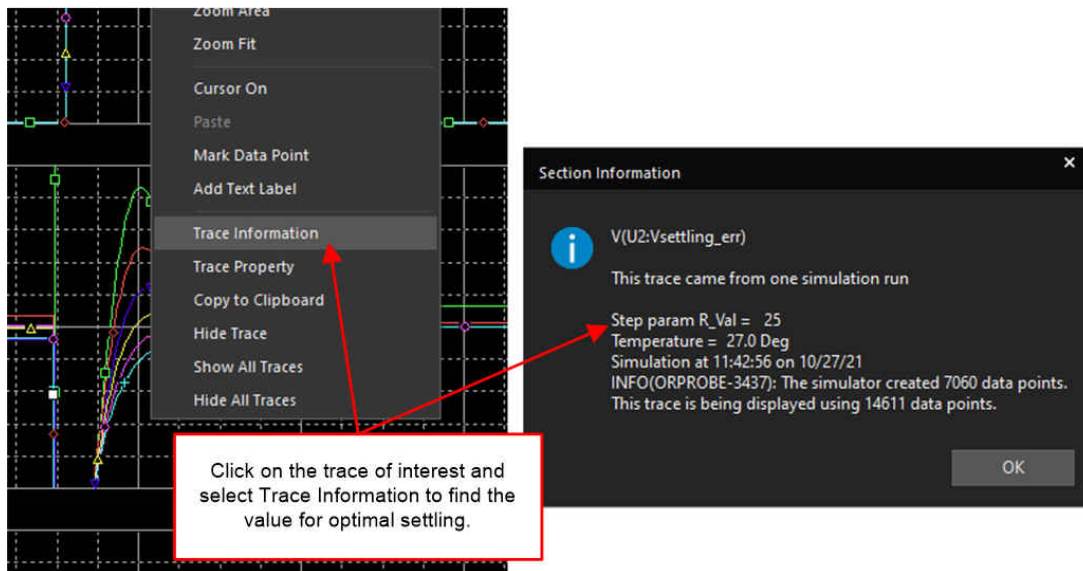 Zoom Area
Zoom Fit
Cursor On
Paste
Mark Data Point
Add Text Label
Trace Information
Trace Property
Copy to Clipboard
Hide Trace
Show All Traces
Hide All Traces
Click on the trace of interest and
select Trace Information to find the
value for optimal settling.
Section Information
×
i
V(U2:Vsettling_err)
This trace came from one simulation run
Step param R_Val = 25
Temperature = 27.0 Deg
Simulation at 11:42:56 on 10/27/21
INFO(ORPROBE-3437): The simulator created 7060 data points.
This trace is being displayed using 14611 data points.
OK